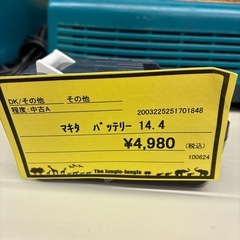 DK/その他　その他
程度:中古A
2003225251701848
マキタ　バッテリー 14.4
¥4,980 (税込)
100624
The Jungle-Jungle